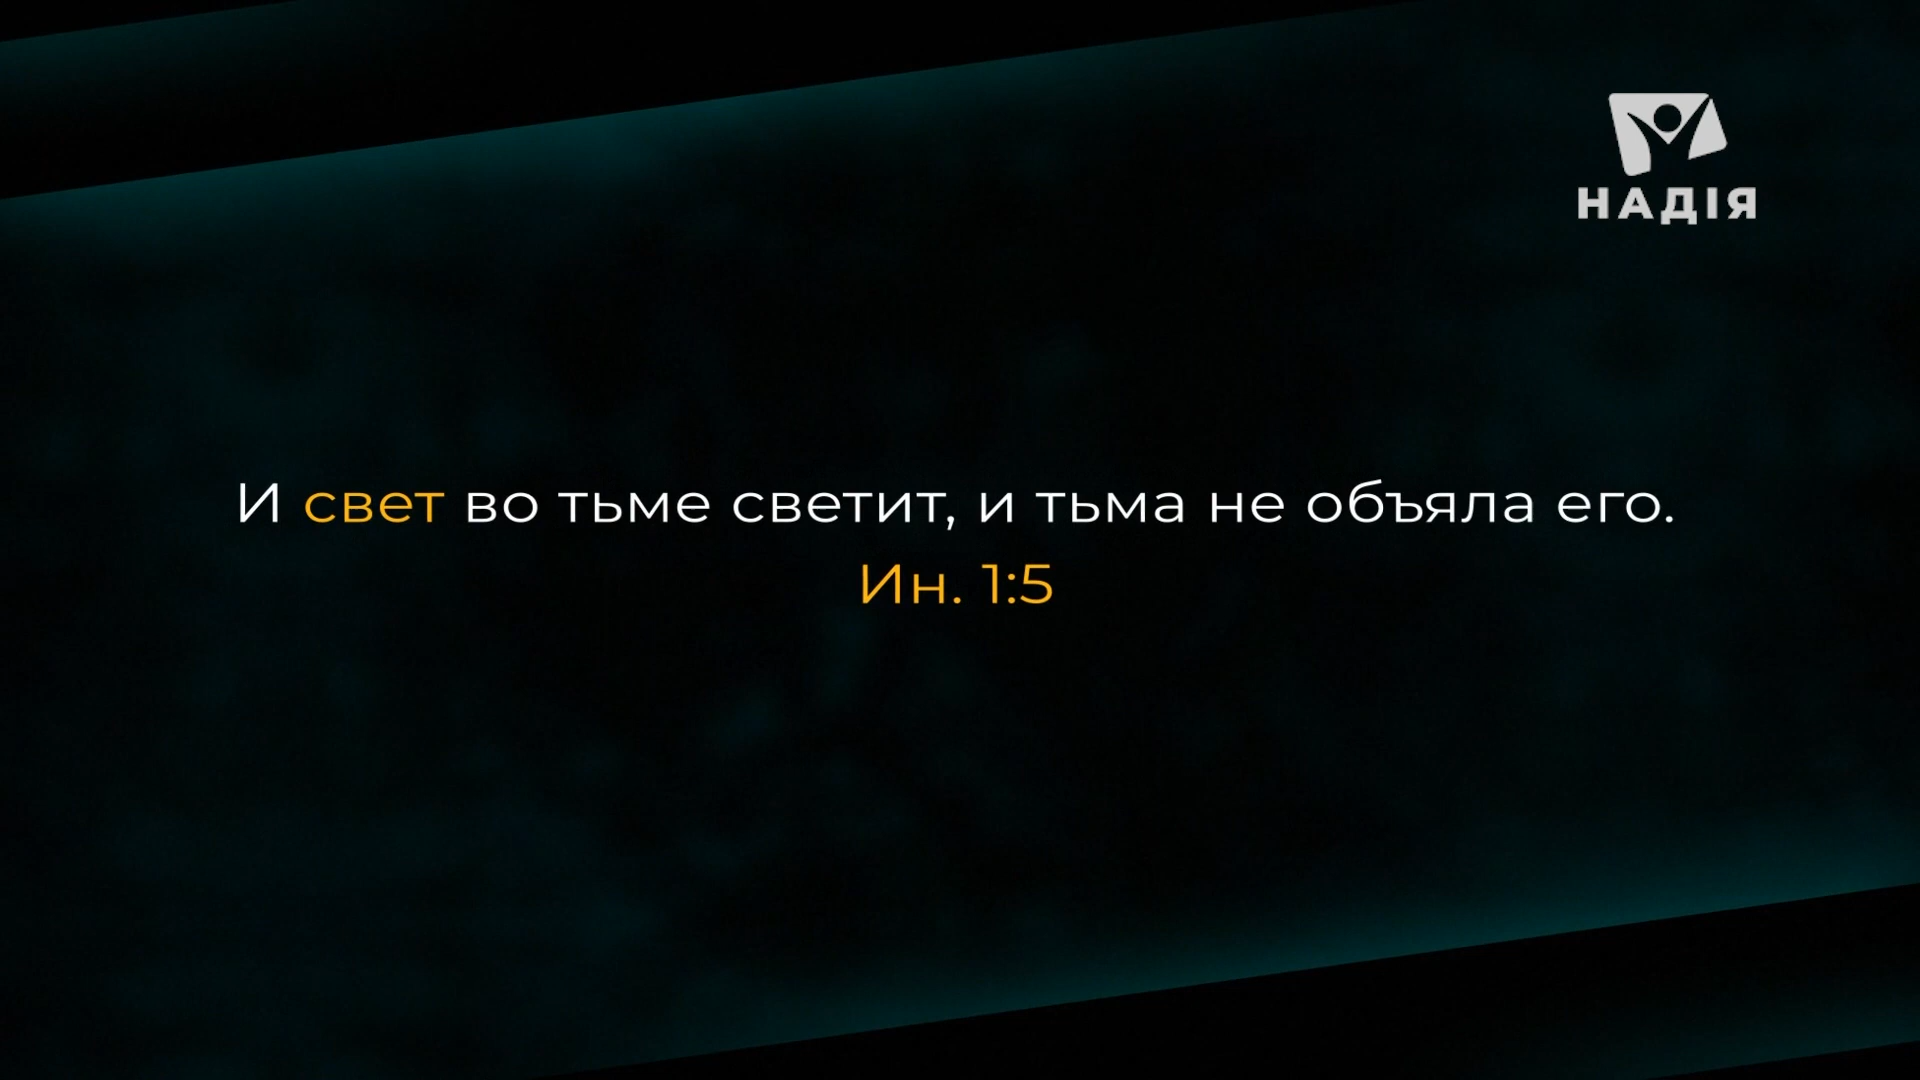 НАДІЯ
И свет во тьме светит, и тьма не объяла его.
Ин. 1:5